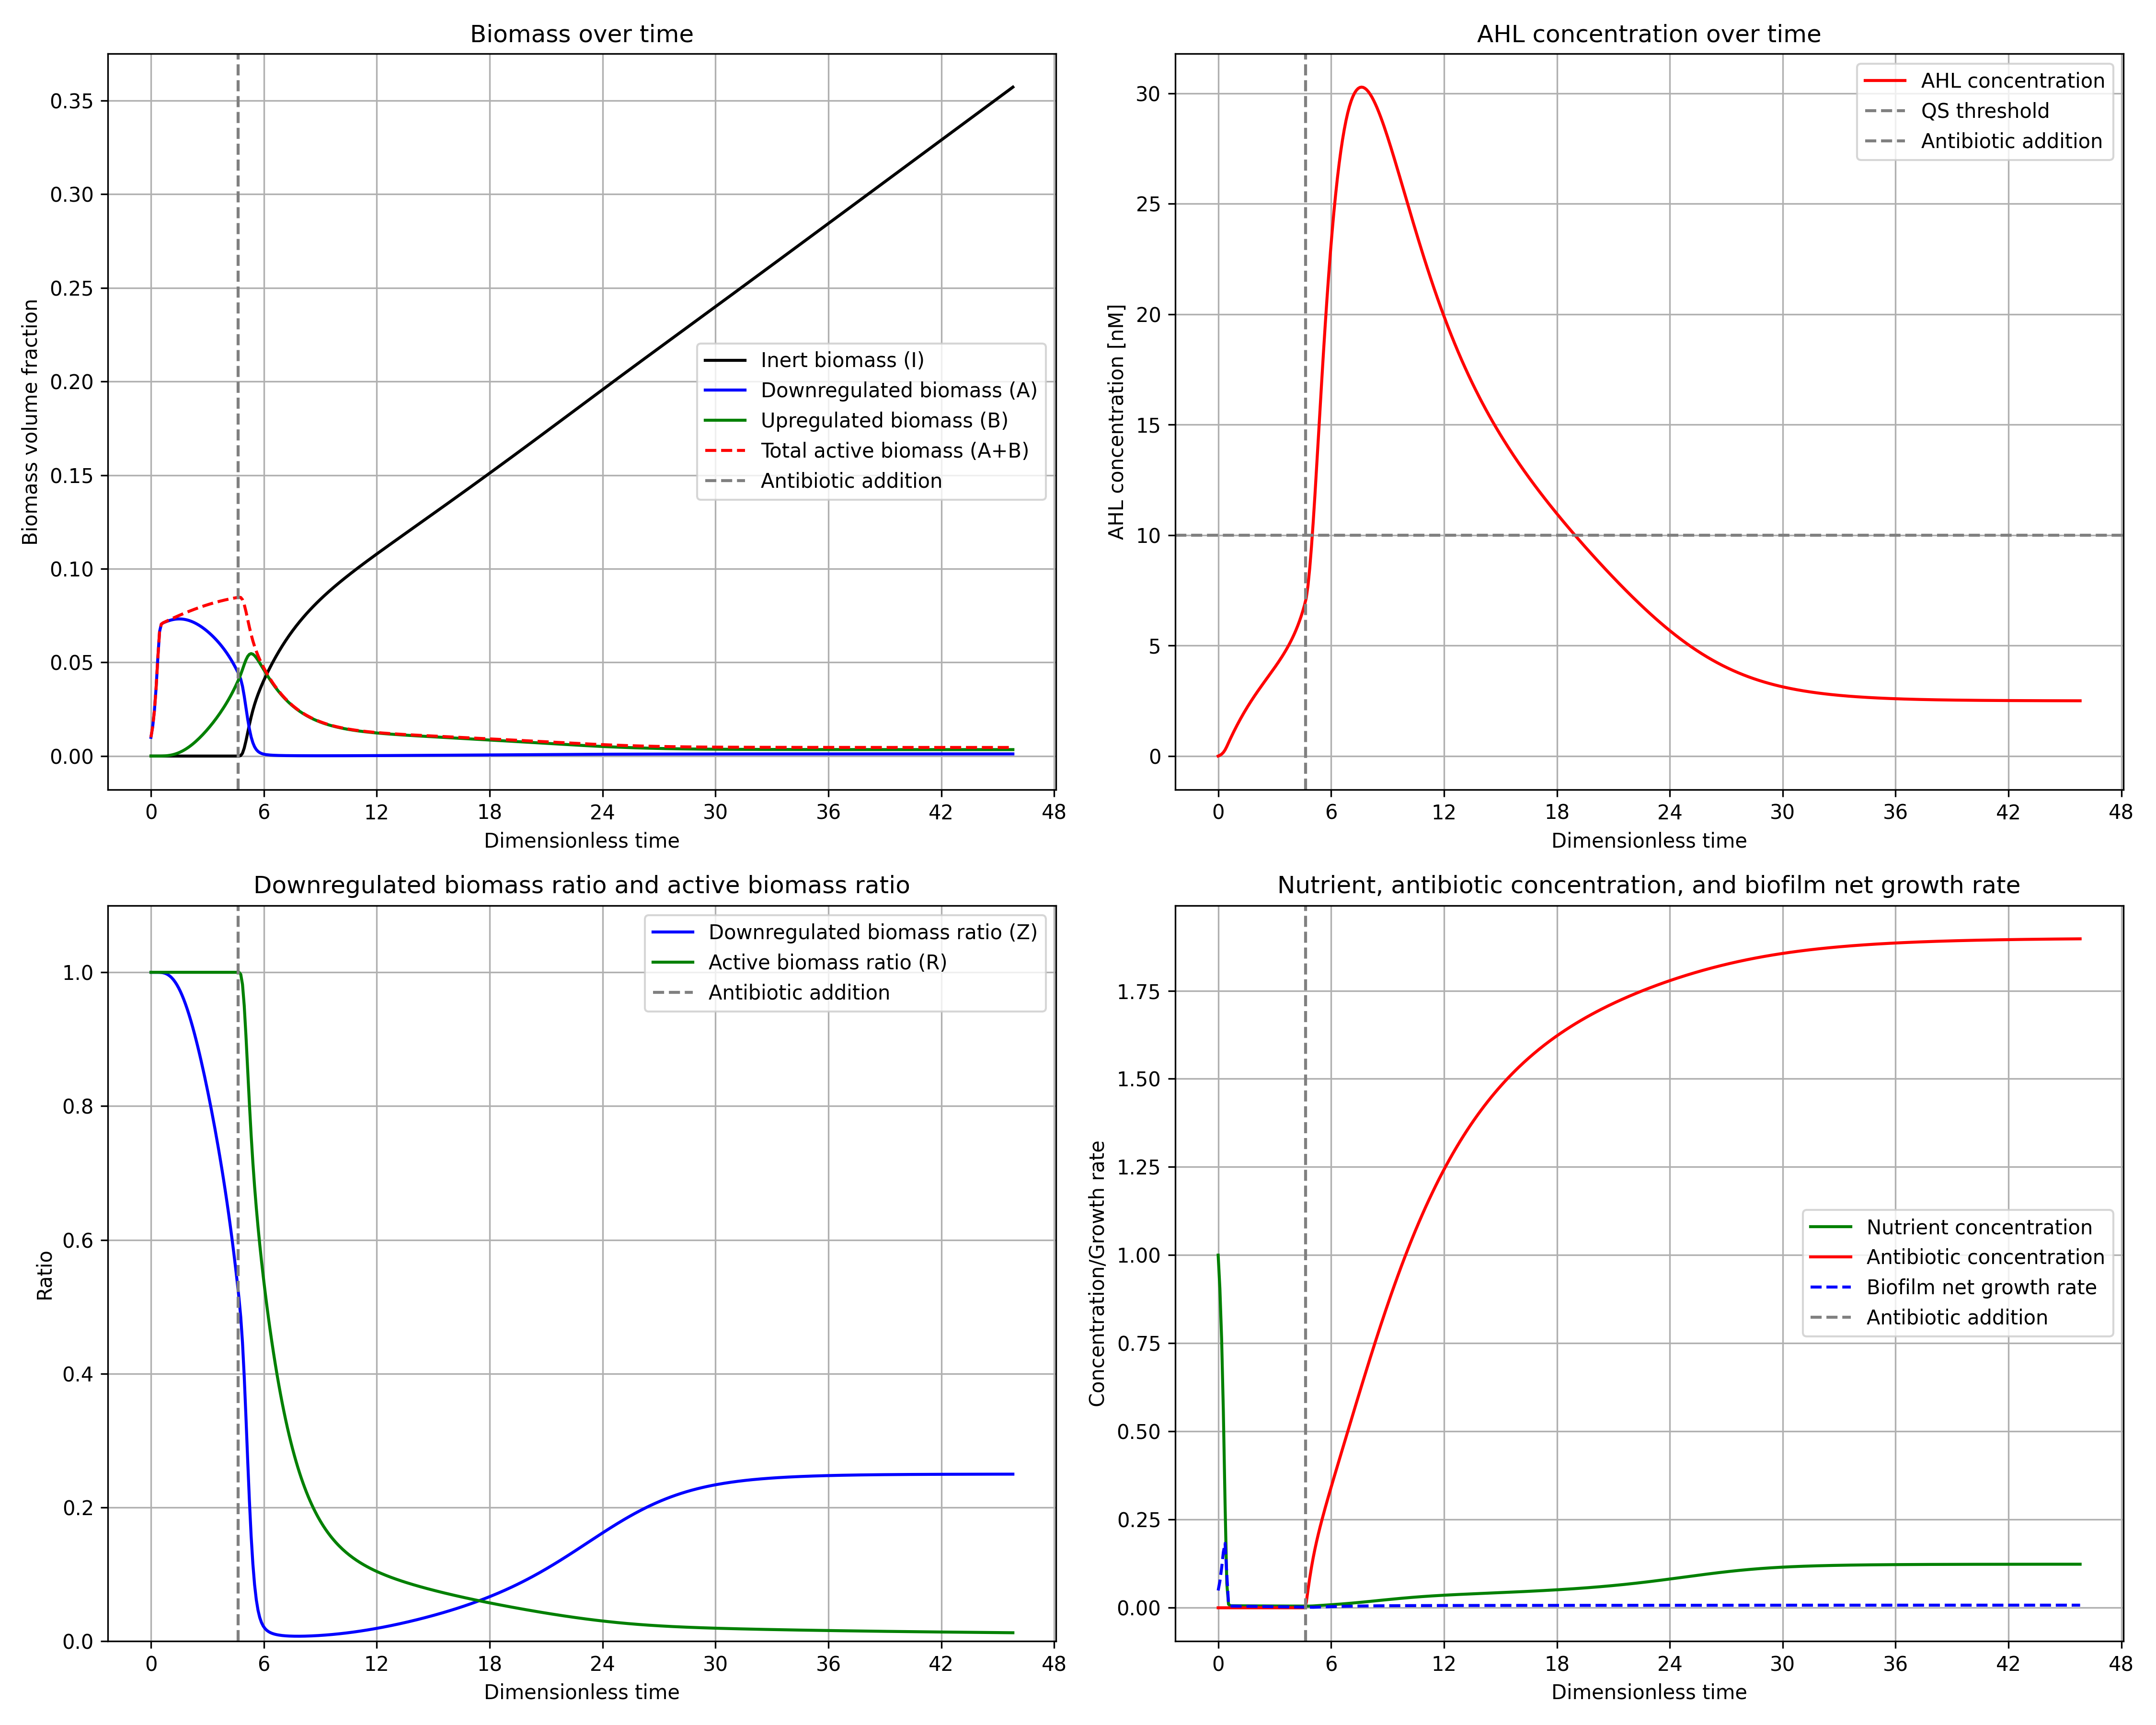 Biomass over time
Biomass volume fraction
0.35
0.30
0.25
0.20
0.15
0.10
0.05
0.00
Inert biomass (I)
Downregulated biomass (A)
Upregulated biomass (B)
Total active biomass (A+B)
Antibiotic addition
0 6 12 18 24 30 36 42 48
Dimensionless time
AHL concentration over time
AHL concentration [nM]
30
25
20
15
10
5
0
AHL concentration
QS threshold
Antibiotic addition
0 6 12 18 24 30 36 42 48
Dimensionless time
Downregulated biomass ratio and active biomass ratio
Ratio
1.0
0.8
0.6
0.4
0.2
0.0
Downregulated biomass ratio (Z)
Active biomass ratio (R)
Antibiotic addition
0 6 12 18 24 30 36 42 48
Dimensionless time
Nutrient, antibiotic concentration, and biofilm net growth rate
Concentration/Growth rate
1.75
1.50
1.25
1.00
0.75
0.50
0.25
0.00
Nutrient concentration
Antibiotic concentration
Biofilm net growth rate
Antibiotic addition
0 6 12 18 24 30 36 42 48
Dimensionless time